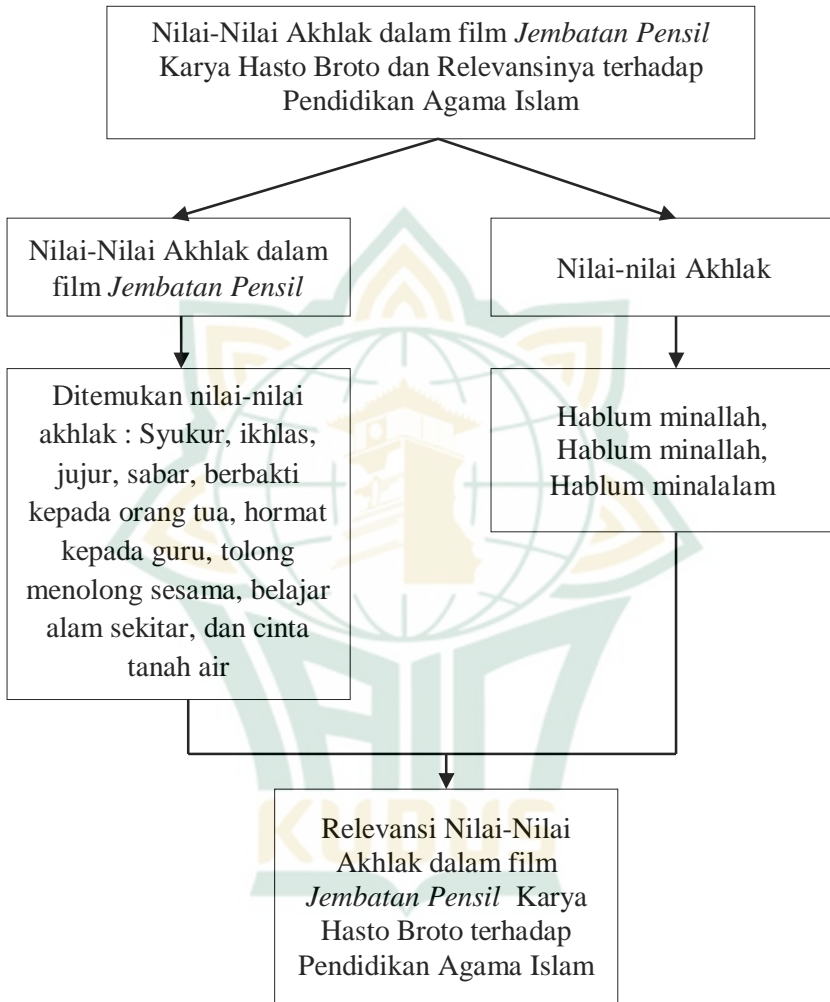 Nilai-Nilai Akhlak dalam film Jembatan Pensil
Karya Hasto Broto dan Relevansinya terhadap
Pendidikan Agama Islam
Nilai-Nilai Akhlak dalam
film Jembatan Pensil
Nilai-nilai Akhlak
Ditemukan nilai-nilai
akhlak : Syukur, ikhlas,
jujur, sabar, berbakti
kepada orang tua, hormat
kepada guru, tolong
menolong sesama, belajar
alam sekitar, dan cinta
tanah air
Hablum minallah,
Hablum minallah,
Hablum minalalam
IAIN
KUDUS
Relevansi Nilai-Nilai
Akhlak dalam film
Jembatan Pensil Karya
Hasto Broto terhadap
Pendidikan Agama Islam